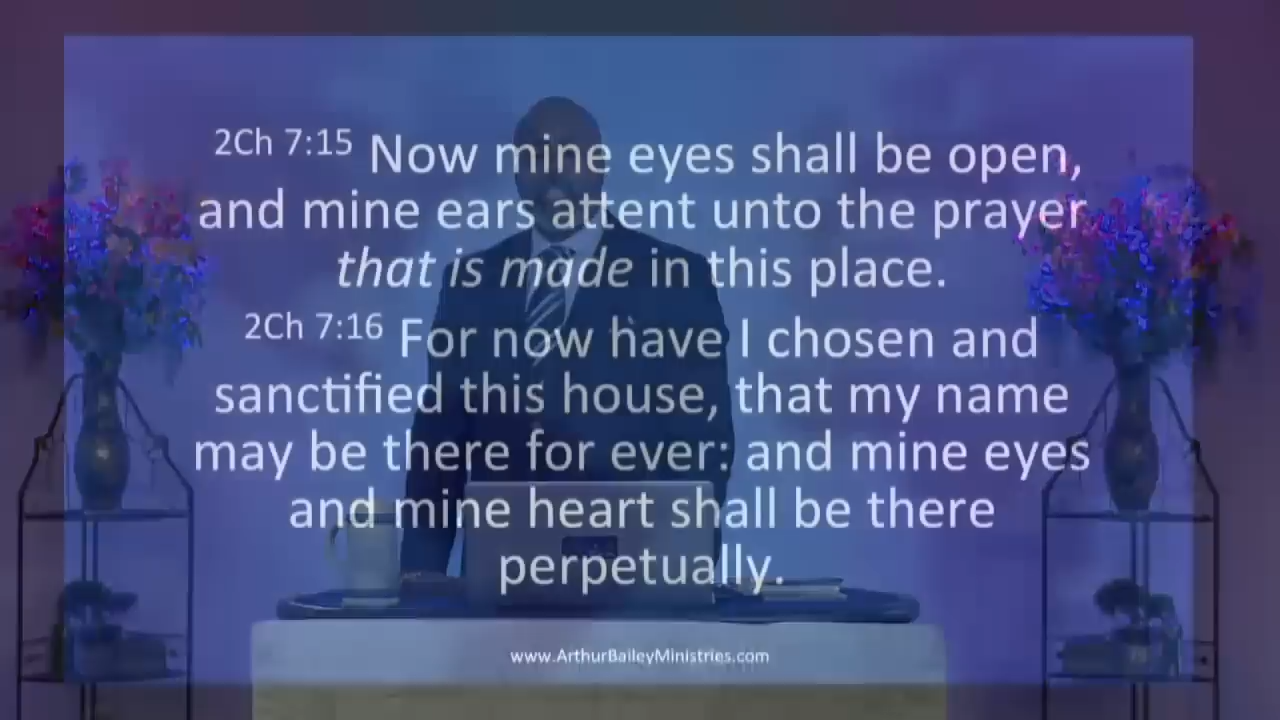 2Ch 7:15 Now mine eyes shall be open,
and mine ears attent unto the prayer
that is made in this place.
2Ch 7:16 For now have I chosen and
sanctified this house, that my name
may be there for ever: and mine eyes
and mine heart shall be there
perpetually.
www.ArthurBaileyMinistries.com